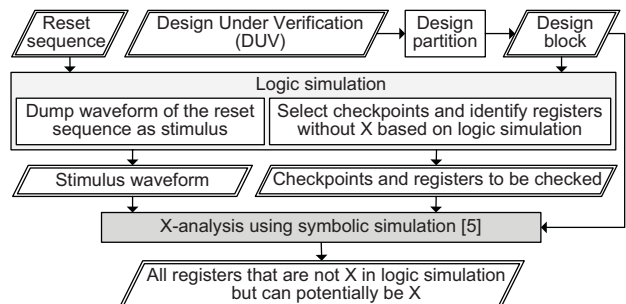 Reset
sequence
Design Under Verification
(DUV)
Design
partition
Design
block
Logic simulation
Dump waveform of the reset
sequence as stimulus
Select checkpoints and identify registers
without X based on logic simulation
Stimulus waveform
Checkpoints and registers to be checked
X-analysis using symbolic simulation [5]
All registers that are not X in logic simulation
but can potentially be X